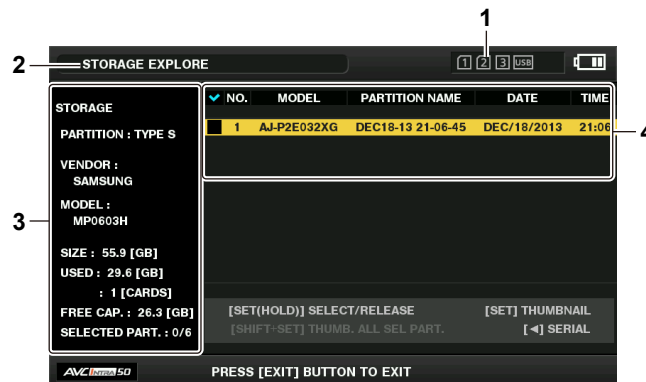 1
2
STORAGE EXPLORE
1 2 3 USB
3
STORAGE
PARTITION : TYPE S
VENDOR :
SAMSUNG
MODEL :
MP0603H
SIZE : 55.9 [GB]
USED : 29.6 [GB]
: 1 [CARDS]
FREE CAP. : 26.3 [GB]
SELECTED PART. : 0/6
NO. MODEL PARTITION NAME DATE TIME
1 AJ-P2E032XG DEC18-13 21-06-45 DEC/18/2013 21:06
4
[SET(HOLD)] SELECT/RELEASE [SET] THUMBNAIL
[SHIFT+SET] THUMB. ALL SEL PART. [◄] SERIAL
AVC INTRA 50 PRESS [EXIT] BUTTON TO EXIT